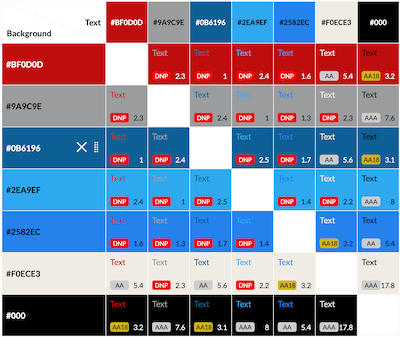 Text
Background
#BF0D0D #9A9C9E #0B6196 #2EA9EF #2582EC #F0ECE3 #000
#BF0D0D Text DNP 2.3 Text DNP 1 Text DNP 2.4 Text DNP 1.6 Text AA 5.4 Text AA18 3.2
#9A9C9E Text DNP 2.3 Text DNP 2.4 Text DNP 1 Text DNP 1.3 Text DNP 2.3 Text AAA 7.6
#0B6196 Text DNP 1 Text DNP 2.4 Text DNP 2.5 Text DNP 1.7 Text AA 5.6 Text AA18 3.1
#2EA9EF Text DNP 2.4 Text DNP 1 Text DNP 2.5 Text DNP 1.4 Text DNP 2.2 Text AAA 8
#2582EC Text DNP 1.6 Text DNP 1.3 Text DNP 1.7 Text DNP 1.4 Text AA18 3.2 Text AA 5.4
#F0ECE3 Text AA 5.4 Text DNP 2.3 Text AA 5.6 Text DNP 2.2 Text AA18 3.2 Text AAA 17.8
#000 Text AA18 3.2 Text AAA 7.6 Text AA18 3.1 Text AAA 8 Text AA 5.4 Text AAA 17.8